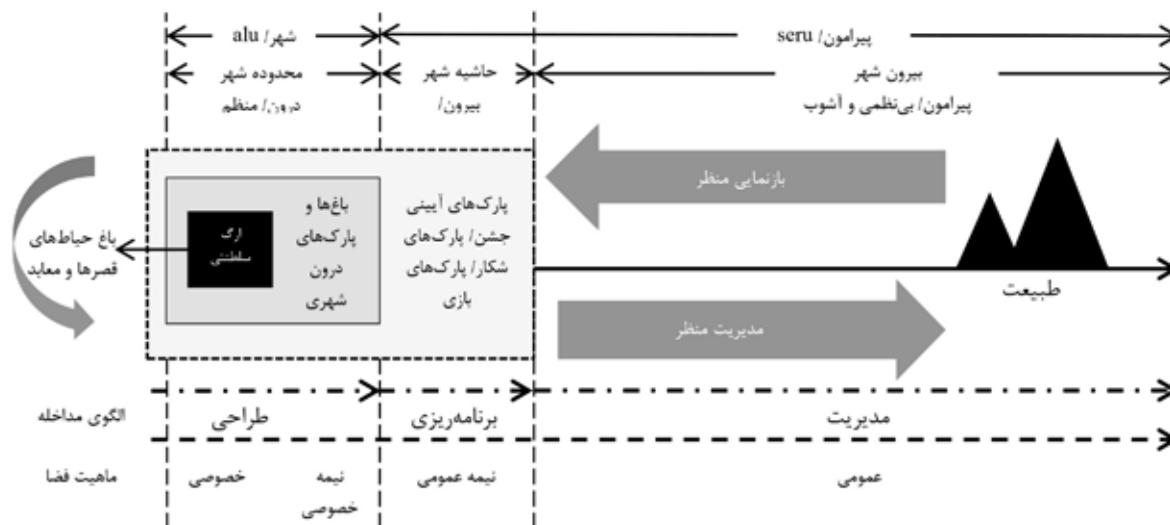 شهر/ alu
پیرامون/ seru
محدوده شهر
درون/ منظم
حاشیه شهر
بیرون/
بیرون شهر
پیرامون/ بی‌نظمی و آشوب
بازنمایی منظر
باغ‌ها و
پارک‌های
درون
شهری
ارگ
سلطنتی
پارک‌های آیینی
جشن/ پارک‌های
شکار/ پارک‌های
بازی
باغ حیاط‌های
قصرها و معابد
طبیعت
مدیریت منظر
الگوی مداخله
طراحی
برنامه‌ریزی
مدیریت
ماهیت فضا
خصوصی
نیمه
خصوصی
نیمه عمومی
عمومی